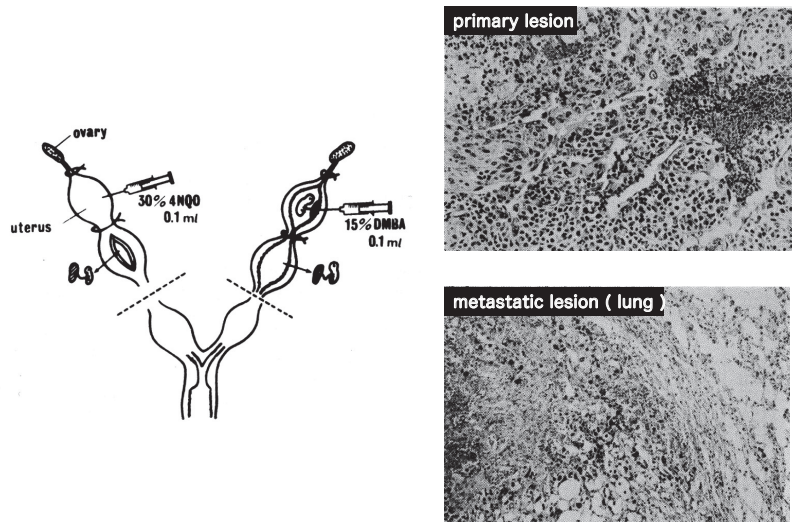 ovary
30% 4NQO
0.1 ml
uterus
15% DMBA
0.1 ml
primary lesion
metastatic lesion ( lung )